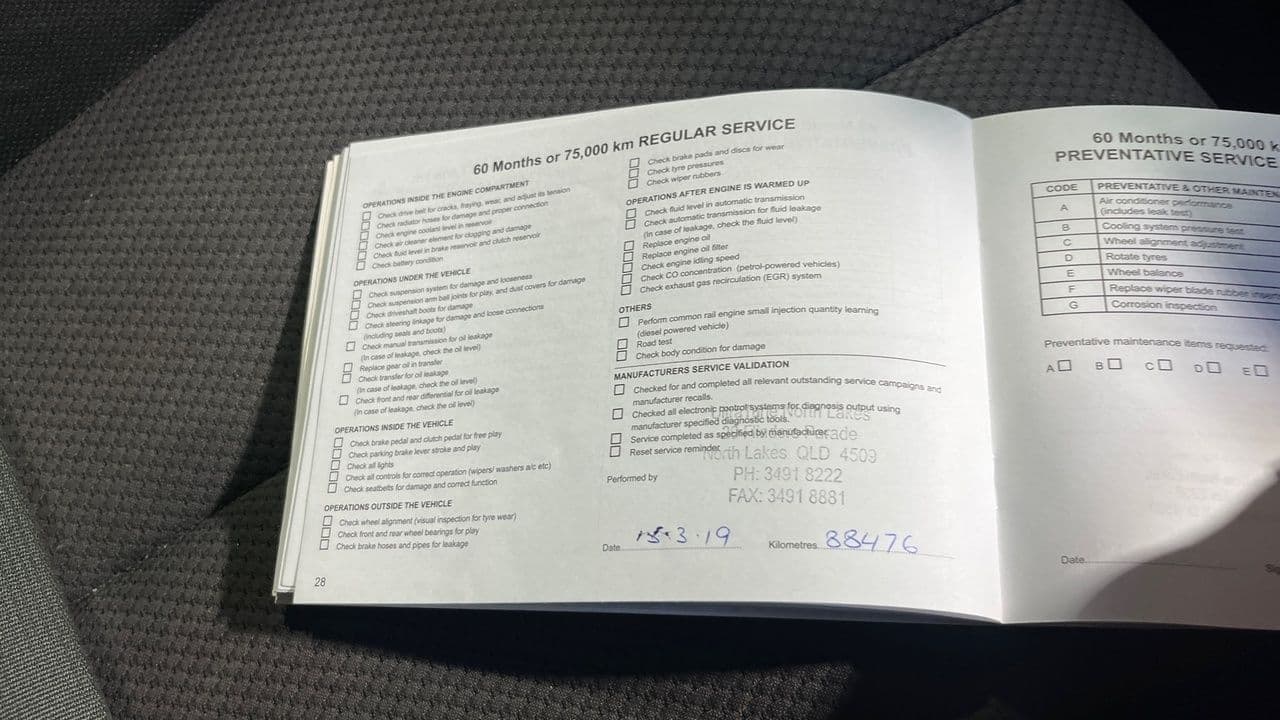 60 Months or 75,000 km REGULAR SERVICE
OPERATIONS INSIDE THE ENGINE COMPARTMENT
Check drive belt for cracks, fraying, wear, and adjust its tension
Check radiator hoses for damage and proper connection
Check engine coolant level in reservoir
Check air cleaner element for clogging and damage
Check fluid level in brake reservoir and clutch reservoir
Check battery condition
OPERATIONS UNDER THE VEHICLE
Check suspension system for damage and looseness
Check suspension arm ball joints for play, and dust covers for damage
Check driveshaft boots for damage
Check steering linkage for damage and loose connections
(including seals and boots)
Check manual transmission for oil leakage
(In case of leakage, check the oil level)
Replace gear oil in transfer
Check transfer for oil leakage
(In case of leakage, check the oil level)
Check front and rear differential for oil leakage
(In case of leakage, check the oil level)
OPERATIONS INSIDE THE VEHICLE
Check brake pedal and clutch pedal for free play
Check parking brake lever stroke and play
Check all lights
Check all controls for correct operation (wipers/ washers a/c etc)
Check seatbelts for damage and correct function
OPERATIONS OUTSIDE THE VEHICLE
Check wheel alignment (visual inspection for tyre wear)
Check front and rear wheel bearings for play
Check brake hoses and pipes for leakage
28
Check brake pads and discs for wear
Check tyre pressures
Check wiper rubbers
OPERATIONS AFTER ENGINE IS WARMED UP
Check fluid level in automatic transmission
Check automatic transmission for fluid leakage
(In case of leakage, check the fluid level)
Replace engine oil
Replace engine oil filter
Check engine idling speed
Check CO concentration (petrol-powered vehicles)
Check exhaust gas recirculation (EGR) system
OTHERS
Perform common rail engine small injection quantity learning
(diesel powered vehicle)
Road test
Check body condition for damage
MANUFACTURERS SERVICE VALIDATION
Checked for and completed all relevant outstanding service campaigns and
manufacturer recalls.
Checked all electronic control systems for diagnosis output using
manufacturer specified diagnostic tools.
Service completed as specified by manufacturer
Reset service reminder
North Lakes
Parade
North Lakes QLD 4509
PH: 3491 8222
FAX: 3491 8881
Performed by
Date 15.3.19 Kilometres 88476
60 Months or 75,000 k
PREVENTATIVE SERVICE
CODE PREVENTATIVE & OTHER MAINTEN
A Air conditioner performance
(includes leak test)
B Cooling system pressure test
C Wheel alignment adjustment
D Rotate tyres
E Wheel balance
F Replace wiper blade rubber inser
G Corrosion inspection
Preventative maintenance items requested:
A B C D E
Date